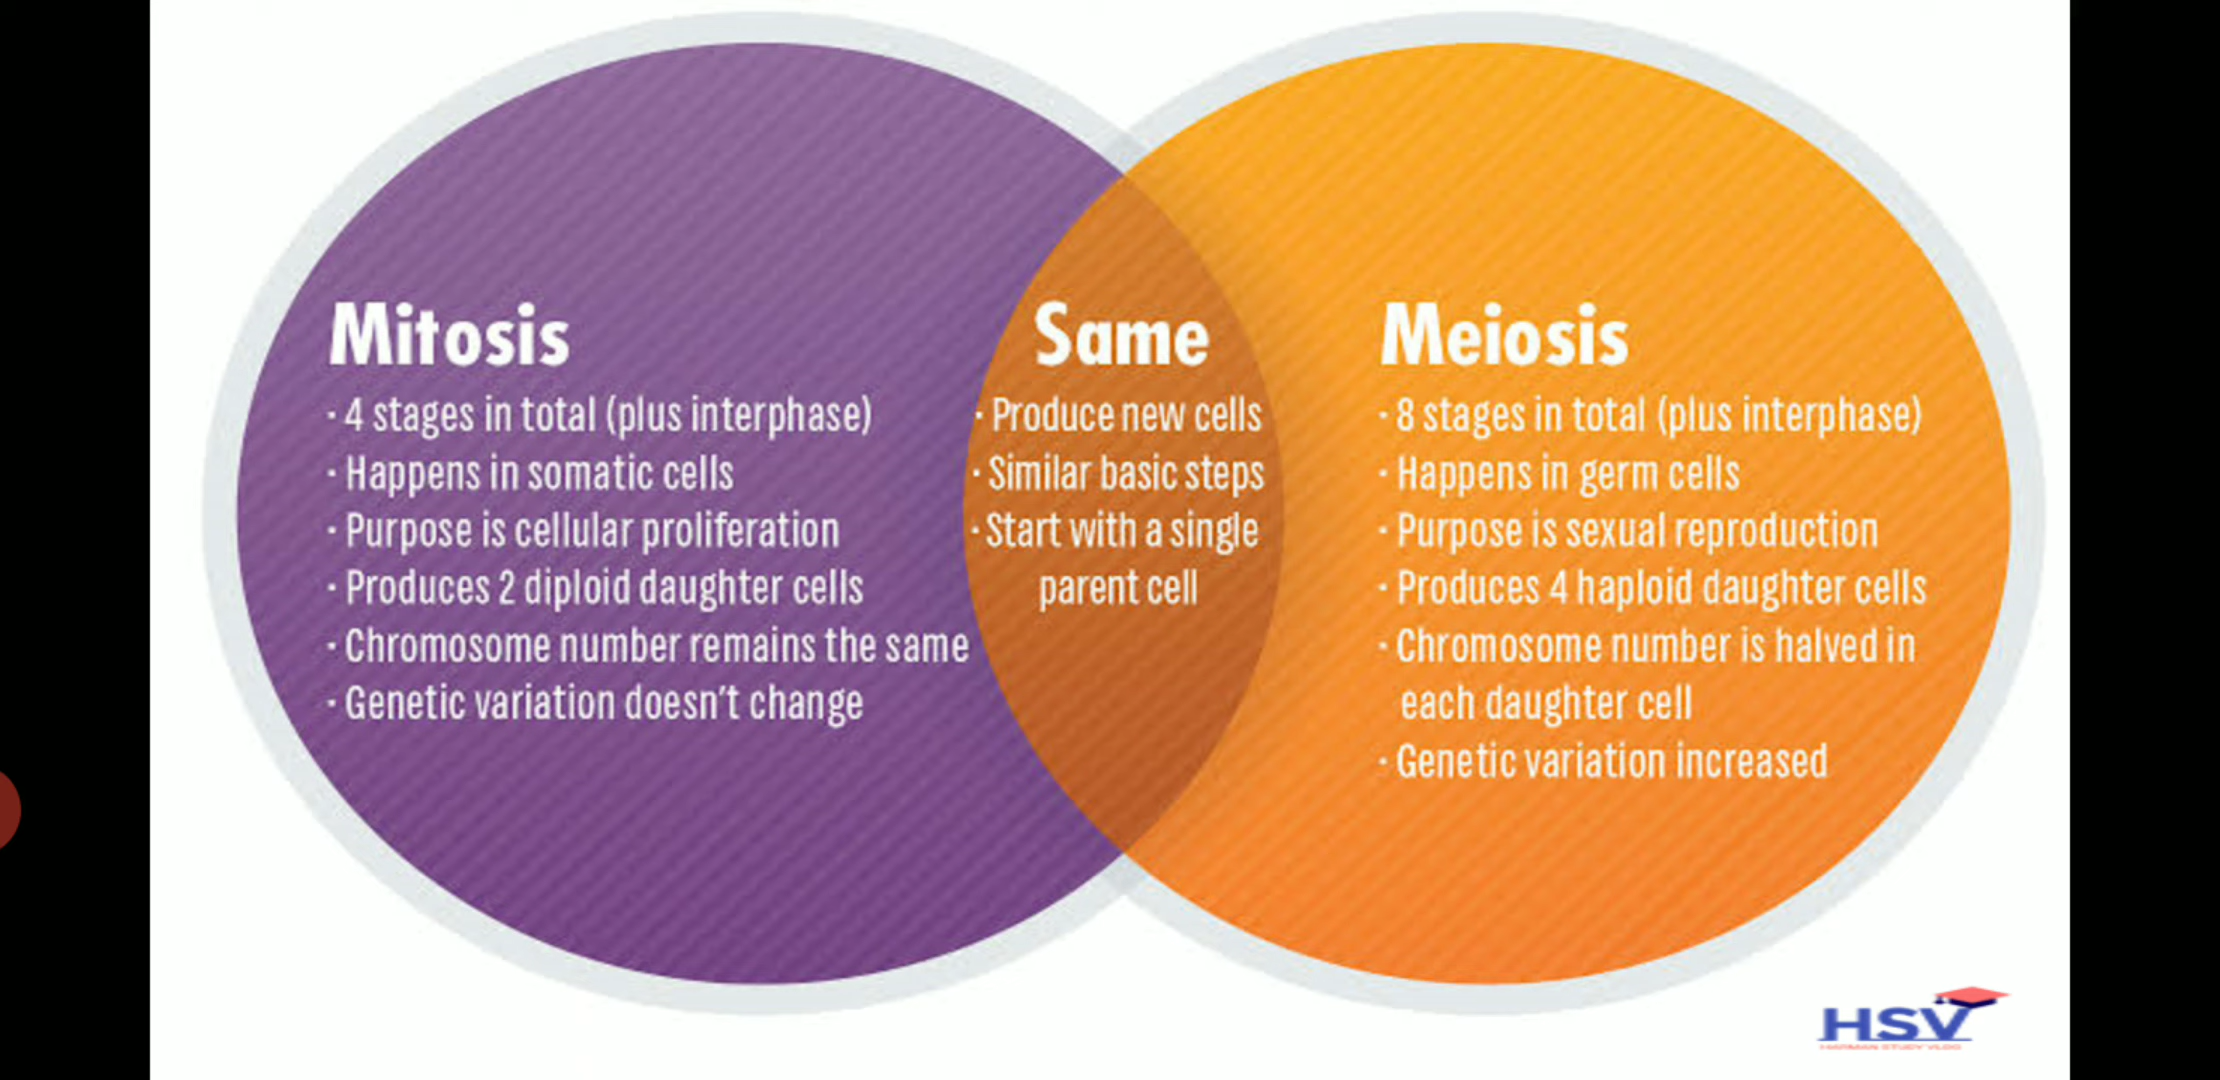 Mitosis
· 4 stages in total (plus interphase)
· Happens in somatic cells
· Purpose is cellular proliferation
· Produces 2 diploid daughter cells
· Chromosome number remains the same
· Genetic variation doesn't change
Same
· Produce new cells
· Similar basic steps
· Start with a single
parent cell
Meiosis
· 8 stages in total (plus interphase)
· Happens in germ cells
· Purpose is sexual reproduction
· Produces 4 haploid daughter cells
· Chromosome number is halved in
each daughter cell
· Genetic variation increased
HSV
HARMAN STUDY VLOG